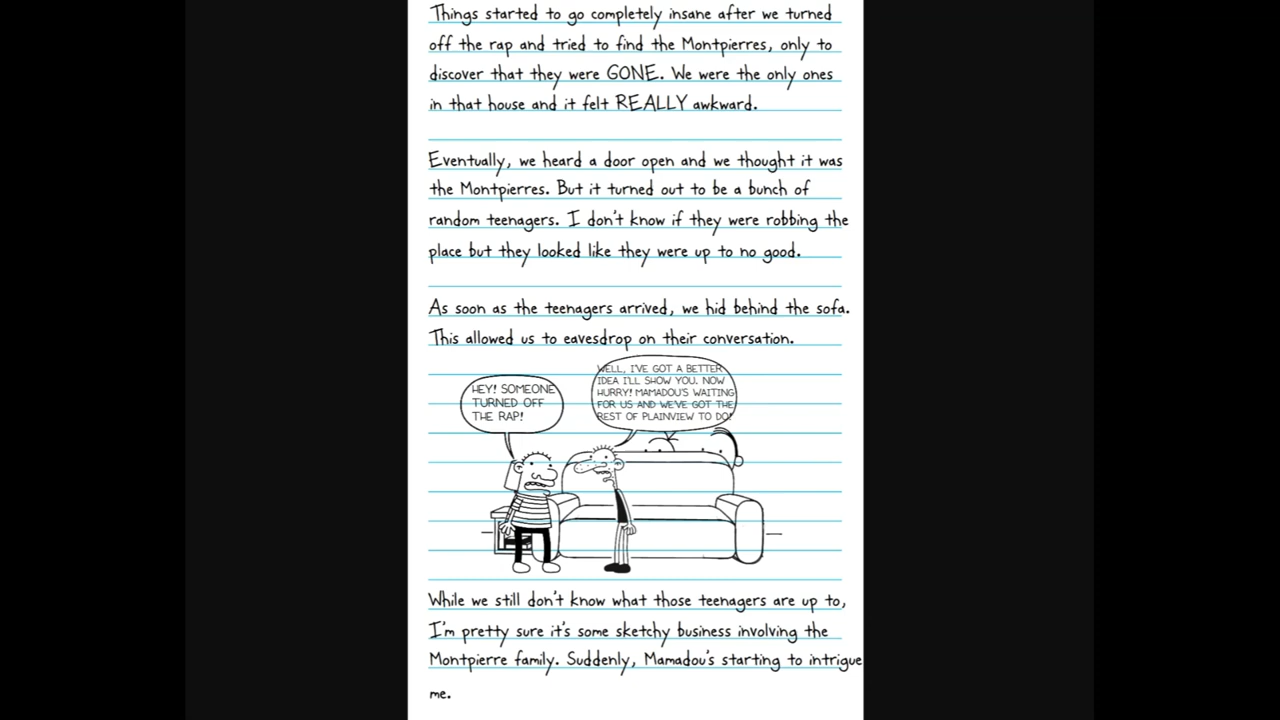 Things started to go completely insane after we turned
off the rap and tried to find the Montpierres, only to
discover that they were GONE. We were the only ones
in that house and it felt REALLY awkward.
Eventually, we heard a door open and we thought it was
the Montpierres. But it turned out to be a bunch of
random teenagers. I don't know if they were robbing the
place but they looked like they were up to no good.
As soon as the teenagers arrived, we hid behind the sofa.
This allowed us to eavesdrop on their conversation.
HEY! SOMEONE
TURNED OFF
THE RAP!
WELL, I'VE GOT A BETTER
IDEA I'LL SHOW YOU. NOW
HURRY! MAMADOU'S WAITING
FOR US AND WE'VE GOT THE
REST OF PLAINVIEW TO DO!
While we still don't know what those teenagers are up to,
I'm pretty sure it's some sketchy business involving the
Montpierre family. Suddenly, Mamadou's starting to intrigue
me.